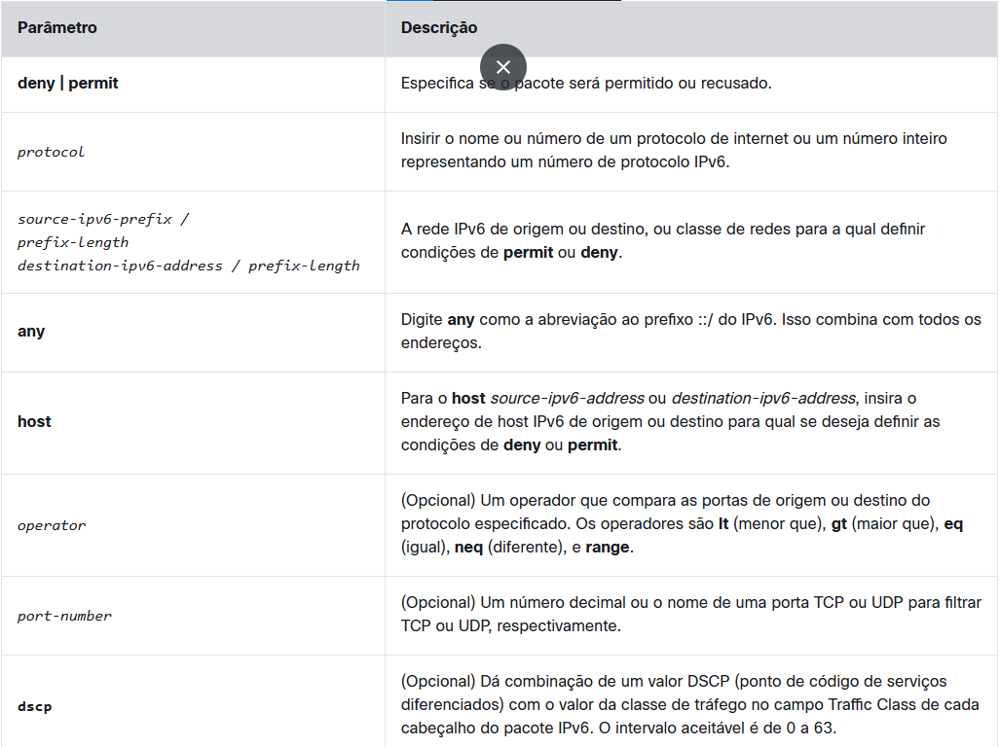 Parâmetro
Descrição
deny | permit
Especifica se o pacote será permitido ou recusado.
protocol
Insirir o nome ou número de um protocolo de internet ou um número inteiro
representando um número de protocolo IPv6.
source-ipv6-prefix /
prefix-length
destination-ipv6-address / prefix-length
A rede IPv6 de origem ou destino, ou classe de redes para a qual definir
condições de permit ou deny.
any
Digite any como a abreviação ao prefixo ::/ do IPv6. Isso combina com todos os
endereços.
host
Para o host source-ipv6-address ou destination-ipv6-address, insira o
endereço de host IPv6 de origem ou destino para qual se deseja definir as
condições de deny ou permit.
operator
(Opcional) Um operador que compara as portas de origem ou destino do
protocolo especificado. Os operadores são lt (menor que), gt (maior que), eq
(igual), neq (diferente), e range.
port-number
(Opcional) Um número decimal ou o nome de uma porta TCP ou UDP para filtrar
TCP ou UDP, respectivamente.
dscp
(Opcional) Dá combinação de um valor DSCP (ponto de código de serviços
diferenciados) com o valor da classe de tráfego no campo Traffic Class de cada
cabeçalho do pacote IPv6. O intervalo aceitável é de 0 a 63.